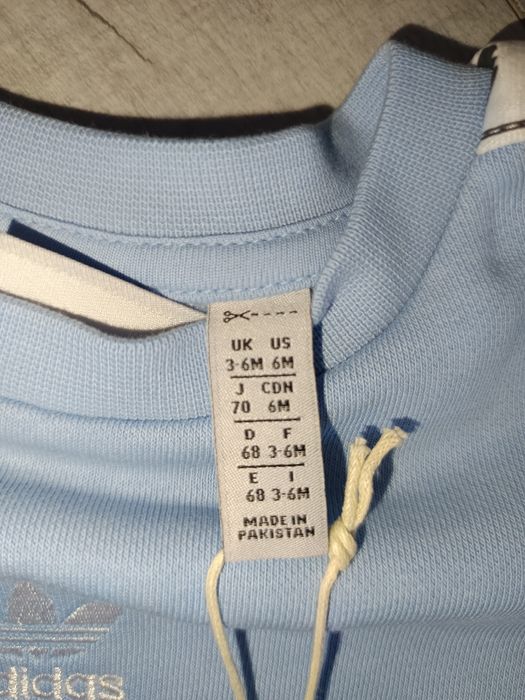 UK US
3-6M 6M
J CDN
70 6M
D F
68 3-6M
E I
68 3-6M
MADE IN
PAKISTAN
adidas